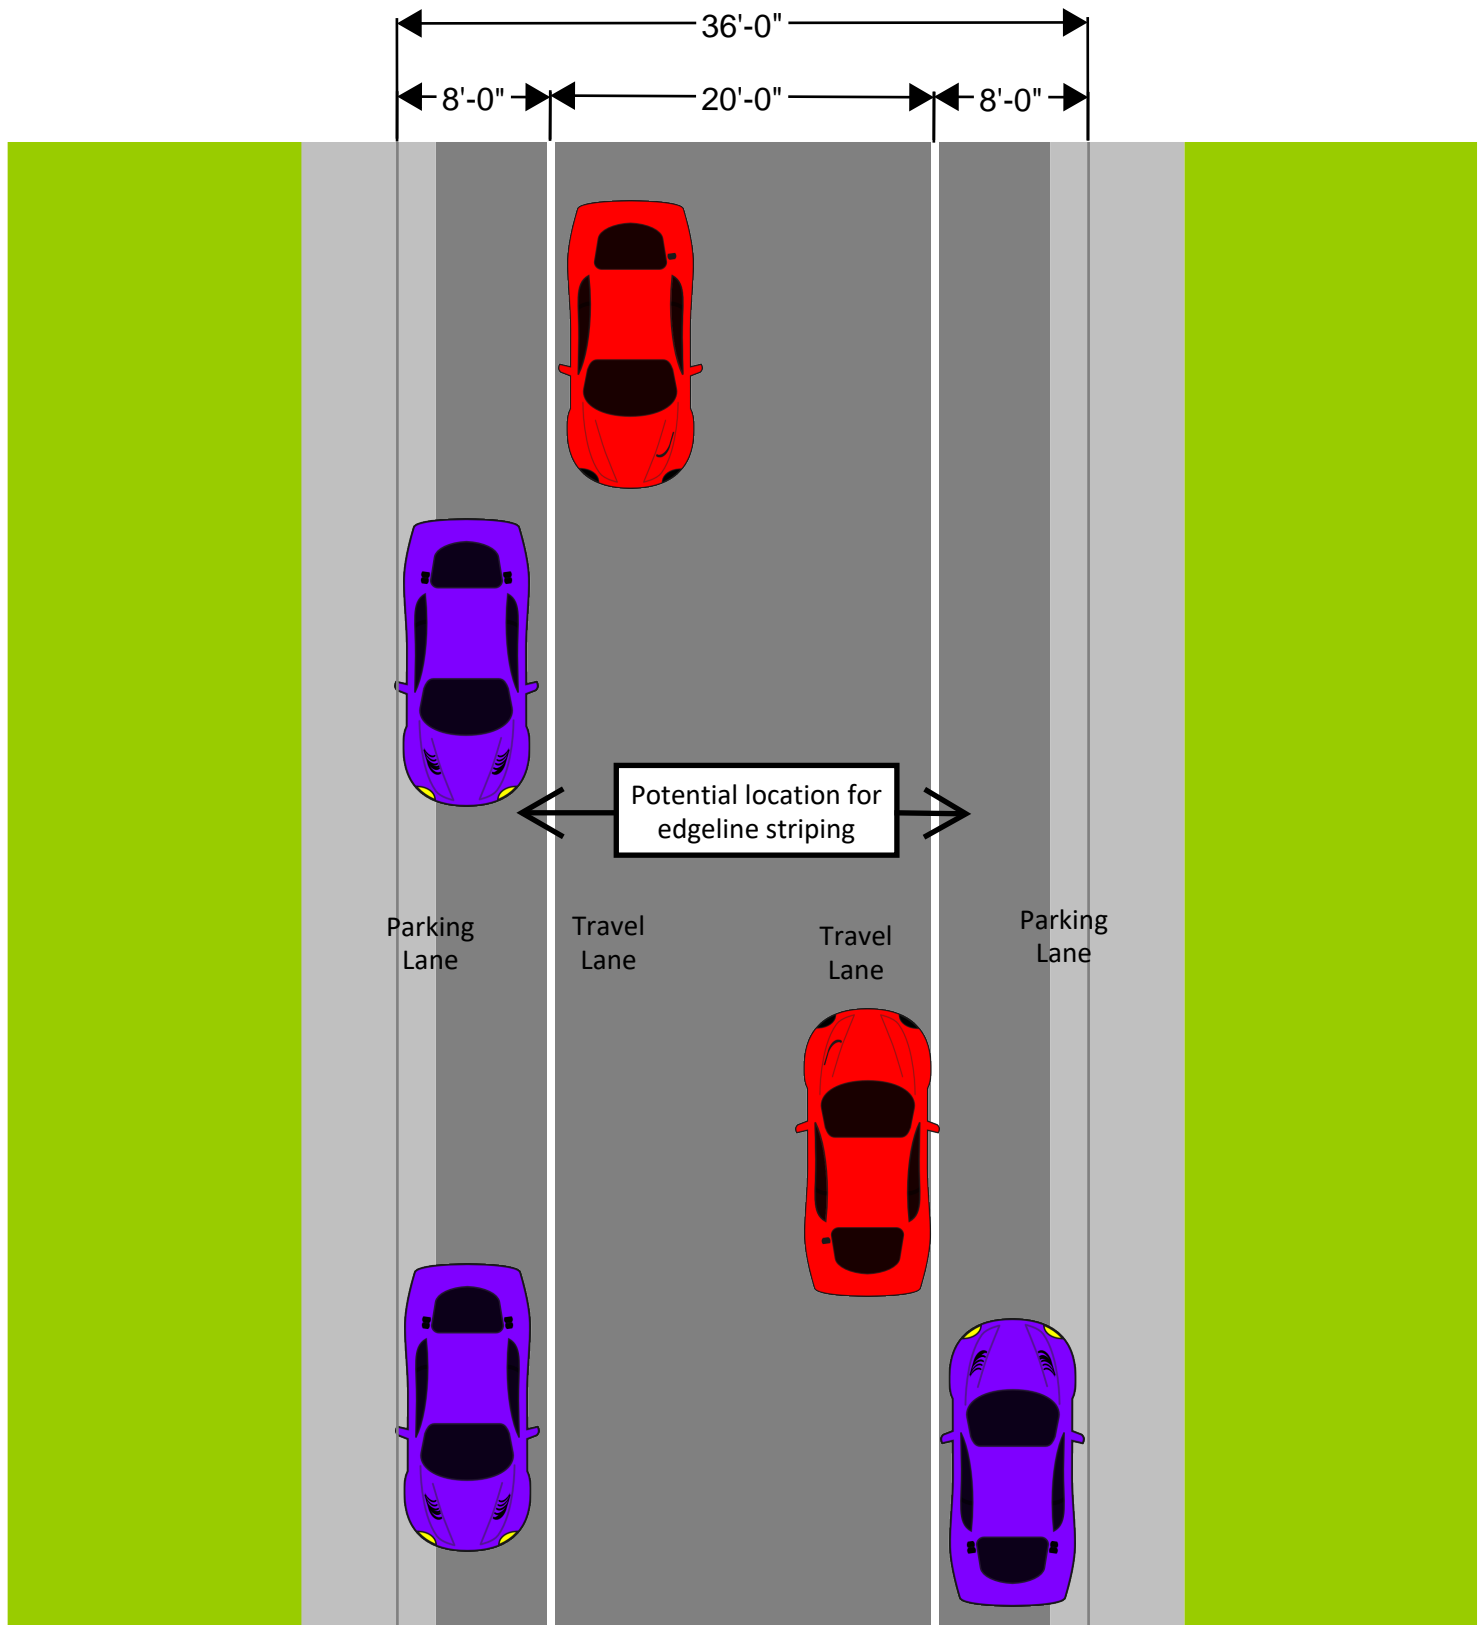 36'-0"
8'-0"
20'-0"
8'-0"
Potential location for
edgeline striping
Parking
Lane
Travel
Lane
Travel
Lane
Parking
Lane